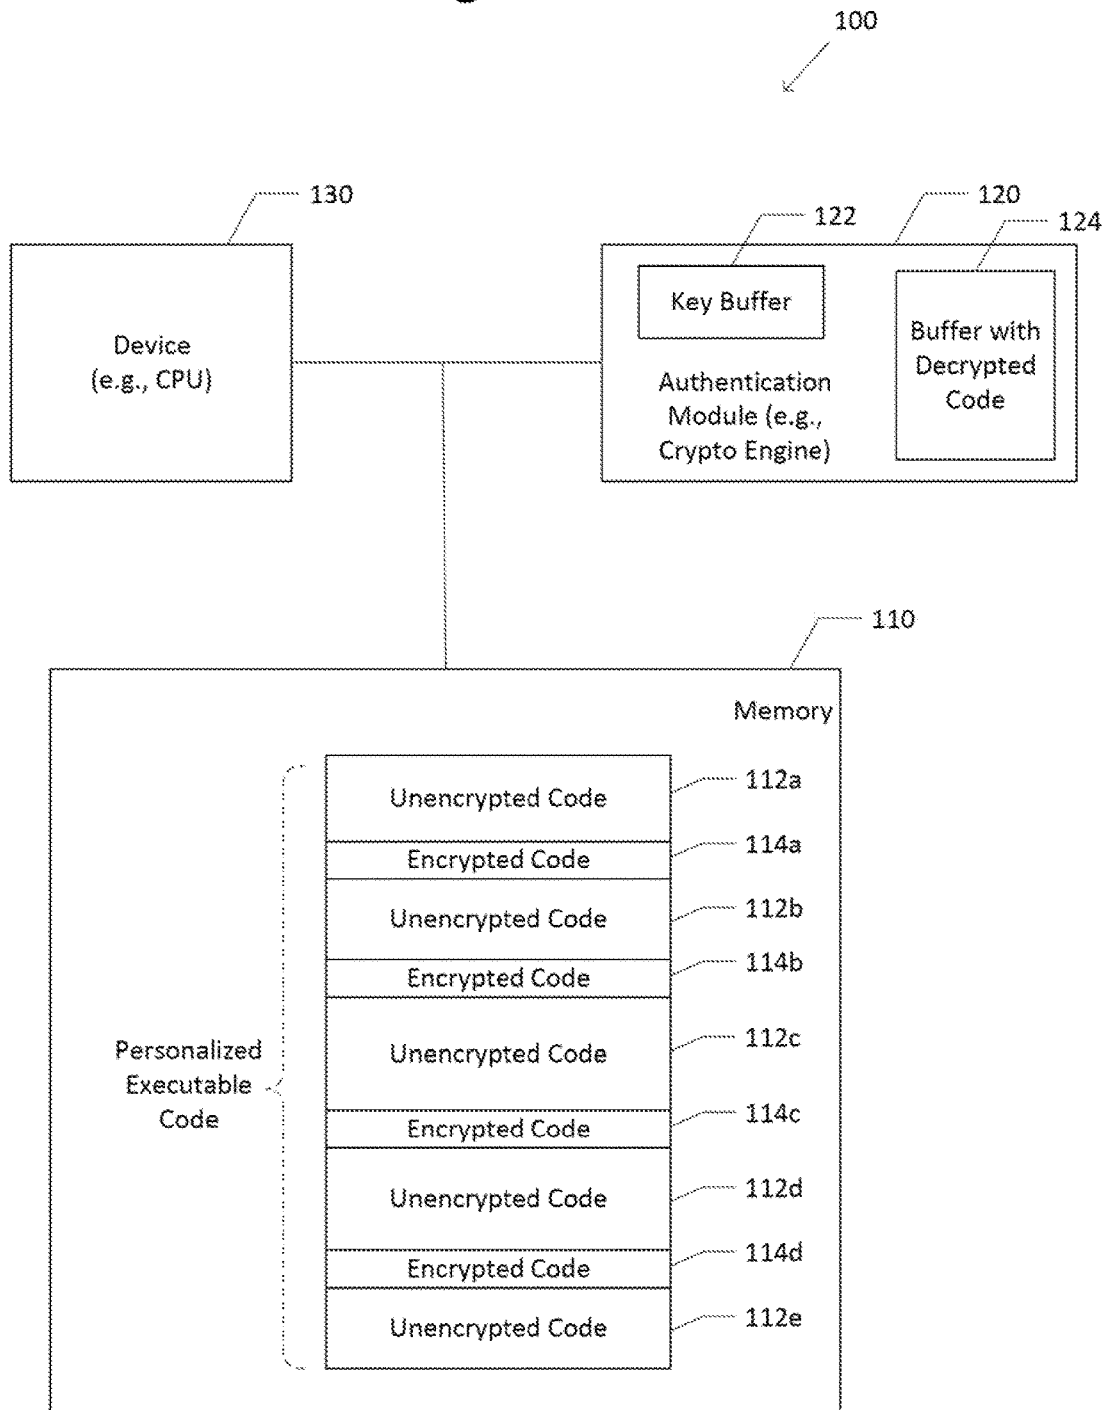 100
130
120
122
124
Key Buffer
Device
(e.g., CPU)
Buffer with
Decrypted
Code
Authentication
Module (e.g.,
Crypto Engine)
110
Memory
Unencrypted Code
112a
Encrypted Code
114a
Unencrypted Code
112b
Encrypted Code
114b
Unencrypted Code
112c
Personalized
Executable
Code
Encrypted Code
114c
Unencrypted Code
112d
Encrypted Code
114d
Unencrypted Code
112e